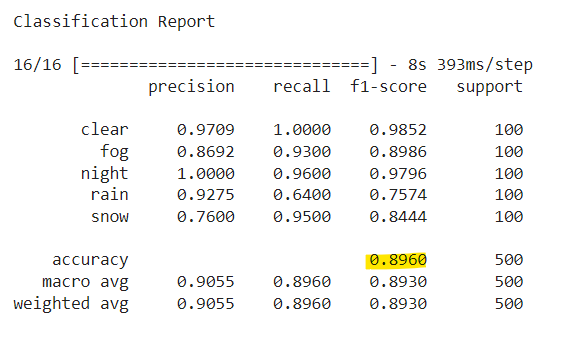 Classification Report
16/16 [==============================] - 8s 393ms/step
precision recall f1-score support
clear 0.9709 1.0000 0.9852 100
fog 0.8692 0.9300 0.8986 100
night 1.0000 0.9600 0.9796 100
rain 0.9275 0.6400 0.7574 100
snow 0.7600 0.9500 0.8444 100
accuracy 0.8960 500
macro avg 0.9055 0.8960 0.8930 500
weighted avg 0.9055 0.8960 0.8930 500